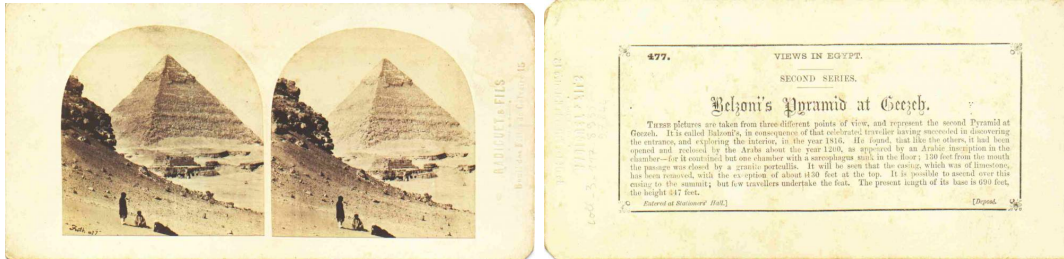 Frith 477
477.
VIEWS IN EGYPT.
SECOND SERIES.
Belzoni's Pyramid at Geezeh.
THESE pictures are taken from three different points of view, and represent the second Pyramid at
Geezeh. It is called Balzoni's, in consequence of that celebrated traveller having succeeded in discovering
the entrance, and exploring the interior, in the year 1816. He found, that like the others, it had been
opened and reclosed by the Arabs about the year 1200, as appeared by an Arabic inscription in the
chamber—for it contained but one chamber with a sarcophagus sunk in the floor; 130 feet from the mouth
the passage was closed by a granite portcullis. It will be seen that the casing, which was of limestone,
has been removed, with the exception of about 130 feet at the top. It is possible to ascend over this
casing to the summit; but few travellers undertake the feat. The present length of its base is 690 feet,
the height 447 feet.
Entered at Stationers' Hall.]
[Deposé.